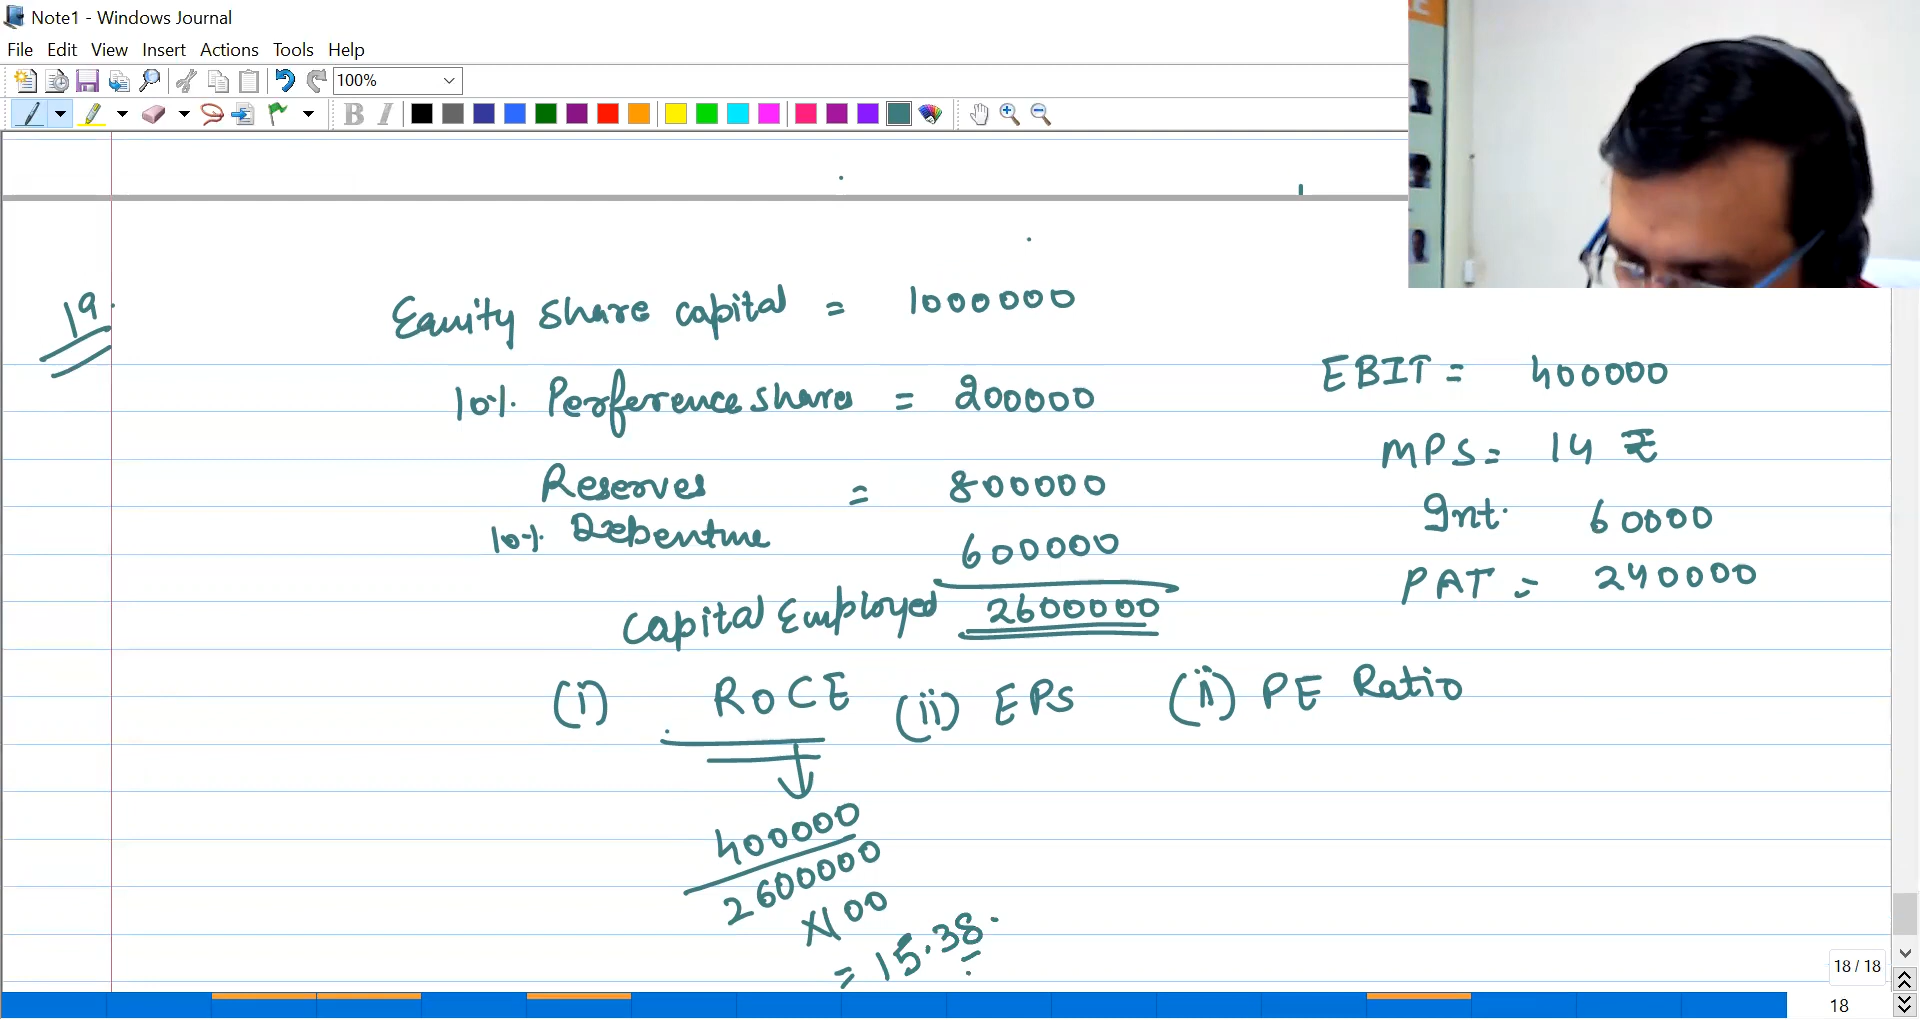 Note1 - Windows Journal
File Edit View Insert Actions Tools Help
100%
B I
19.
Equity Share capital = 1000000
10% Perference share = 200000
Reserves = 800000
10% Debenture 600000
Capital Employed 2600000
EBIT = 400000
MPS = 14 ₹
Int. 60000
PAT = 240000
(i) ROCE (ii) EPS (ii) PE Ratio
400000
2600000
X100
= 15.38.
18 / 18
18